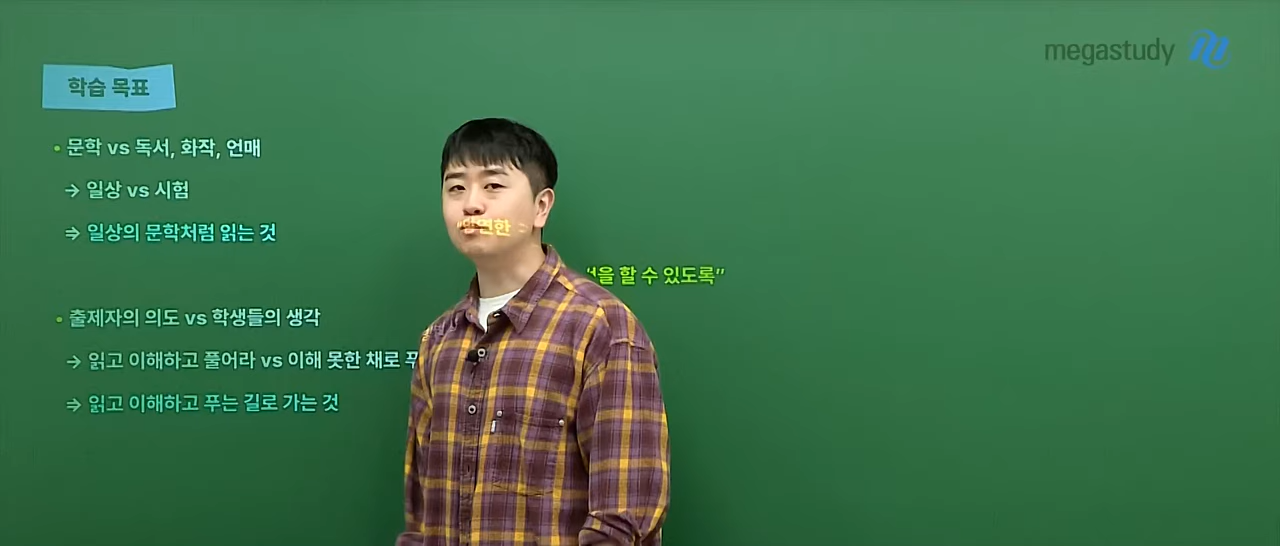 megastudy
학습 목표
• 문학 vs 독서, 화작, 언매
→ 일상 vs 시험
→ 일상의 문학처럼 읽는 것
할 수 있도록”
• 출제자의 의도 vs 학생들의 생각
→ 읽고 이해하고 풀어라 vs 이해 못한 채로
→ 읽고 이해하고 푸는 길로 가는 것